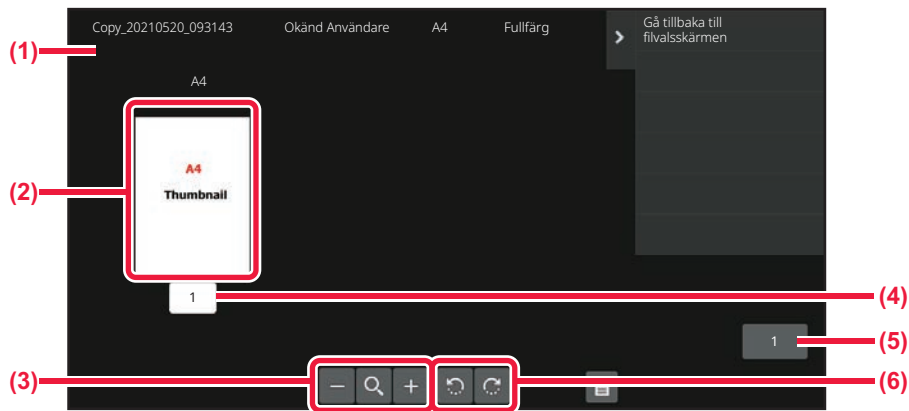 Copy_20210520_093143 Okänd Användare A4 Fullfärg
Gå tillbaka till
filvalsskärmen
(1)
A4
A4
Thumbnail
(2)
1
(4)
1
(5)
(3)
(6)